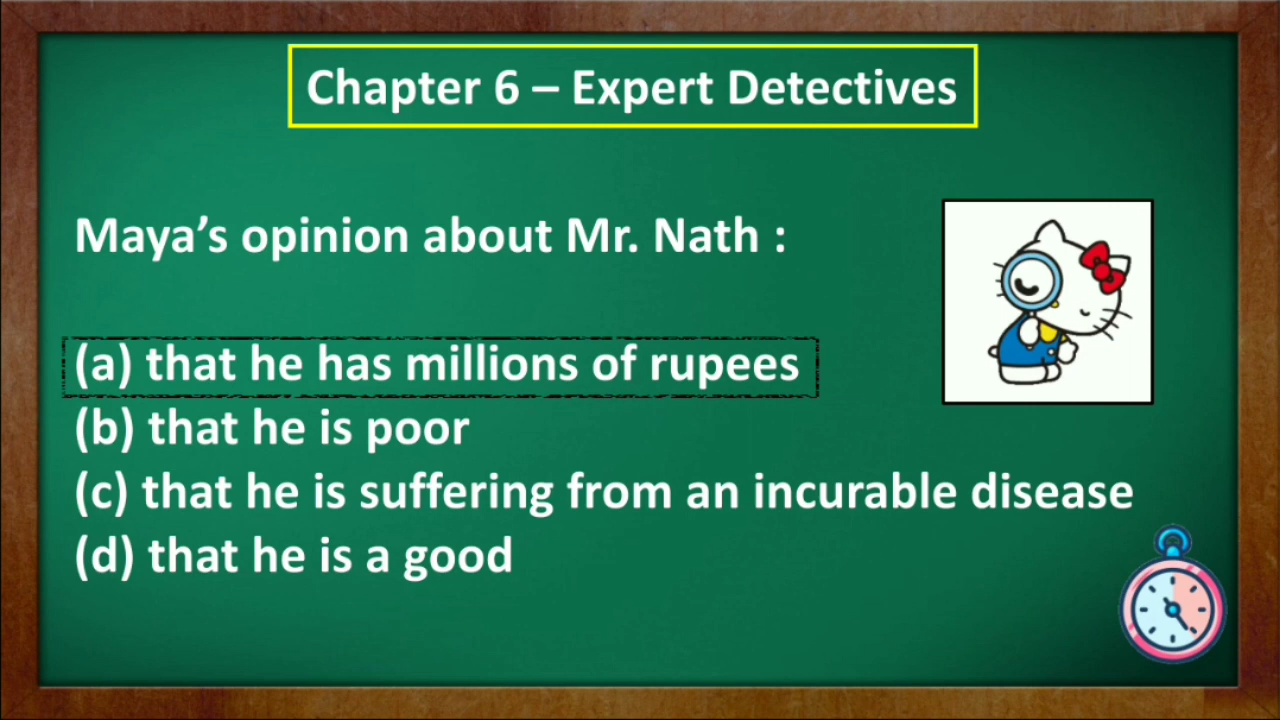 Chapter 6 – Expert Detectives
Maya’s opinion about Mr. Nath :
(a) that he has millions of rupees
(b) that he is poor
(c) that he is suffering from an incurable disease
(d) that he is a good